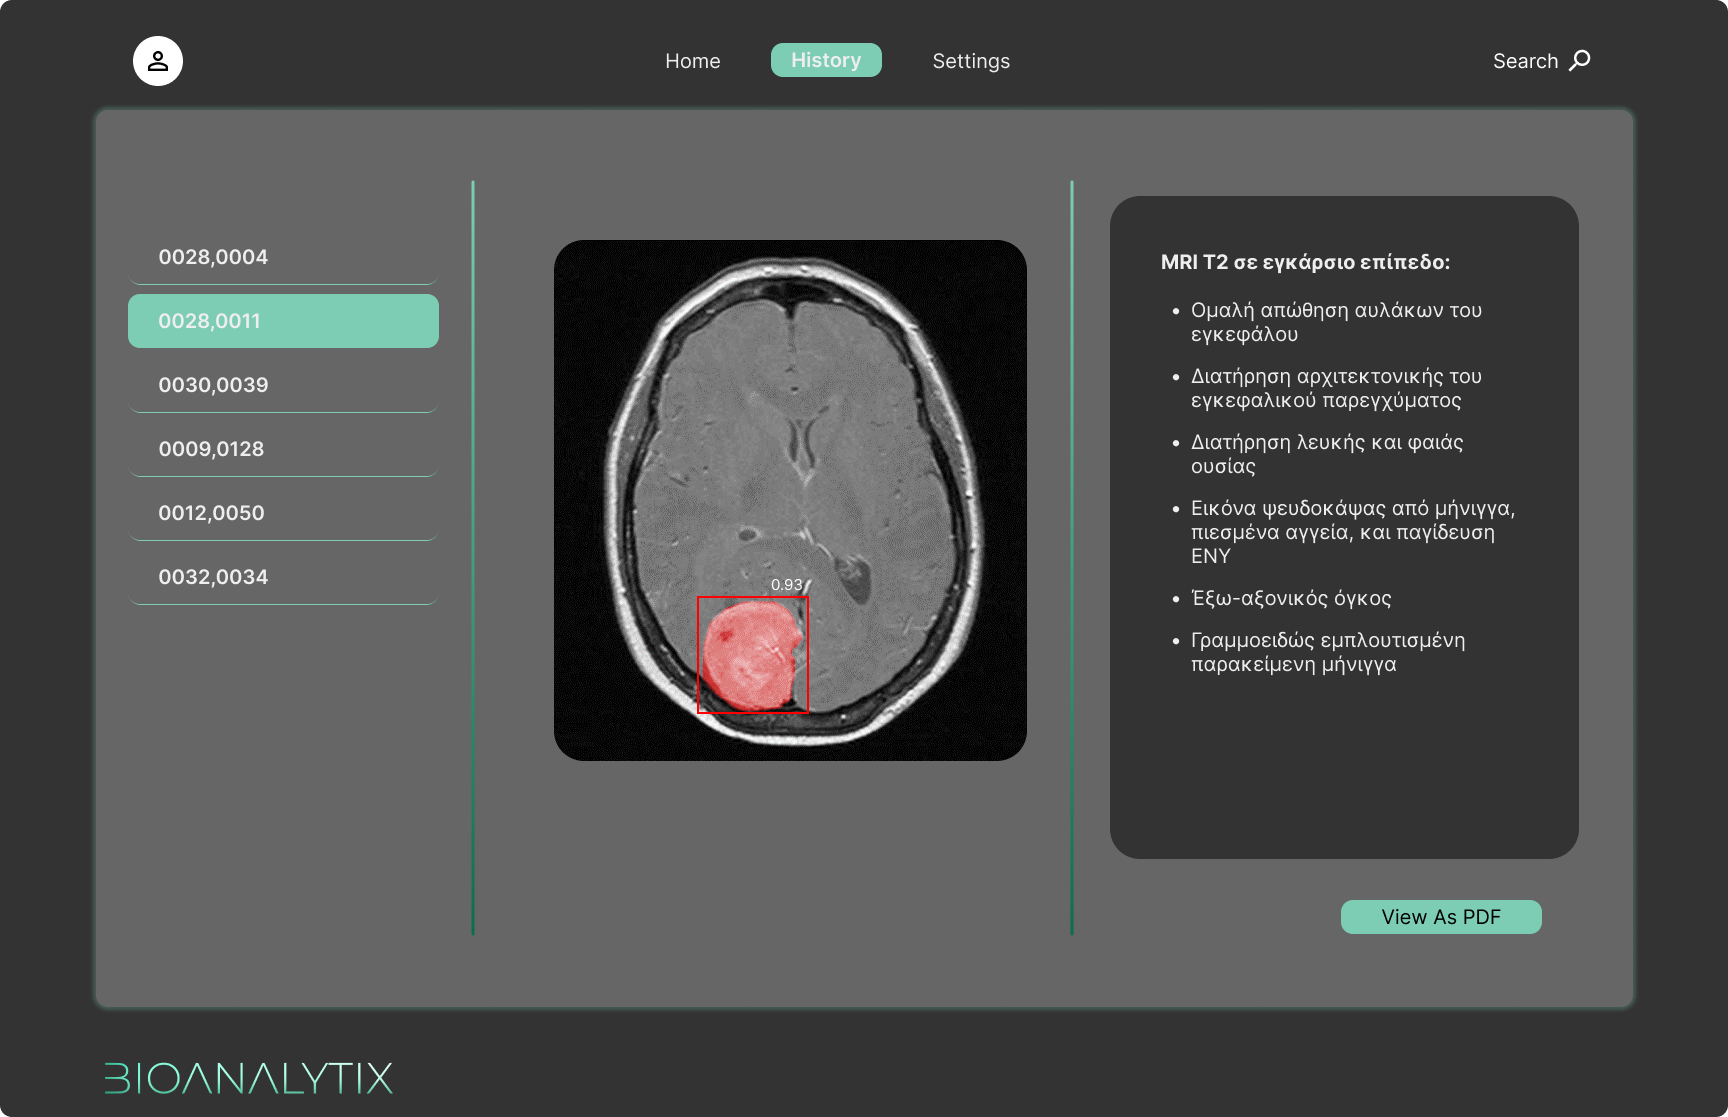 Home
History
Settings
Search
0028,0004
0028,0011
0030,0039
0009,0128
0012,0050
0032,0034
0.93
MRI T2 σε εγκάρσιο επίπεδο:
• Ομαλή απώθηση αυλάκων του
εγκεφάλου
• Διατήρηση αρχιτεκτονικής του
εγκεφαλικού παρεγχύματος
• Διατήρηση λευκής και φαιάς
ουσίας
• Εικόνα ψευδοκάψας από μήνιγγα,
πιεσμένα αγγεία, και παγίδευση
ΕΝΥ
• Έξω-αξονικός όγκος
• Γραμμοειδώς εμπλουτισμένη
παρακείμενη μήνιγγα
View As PDF
BIOANALYTIX